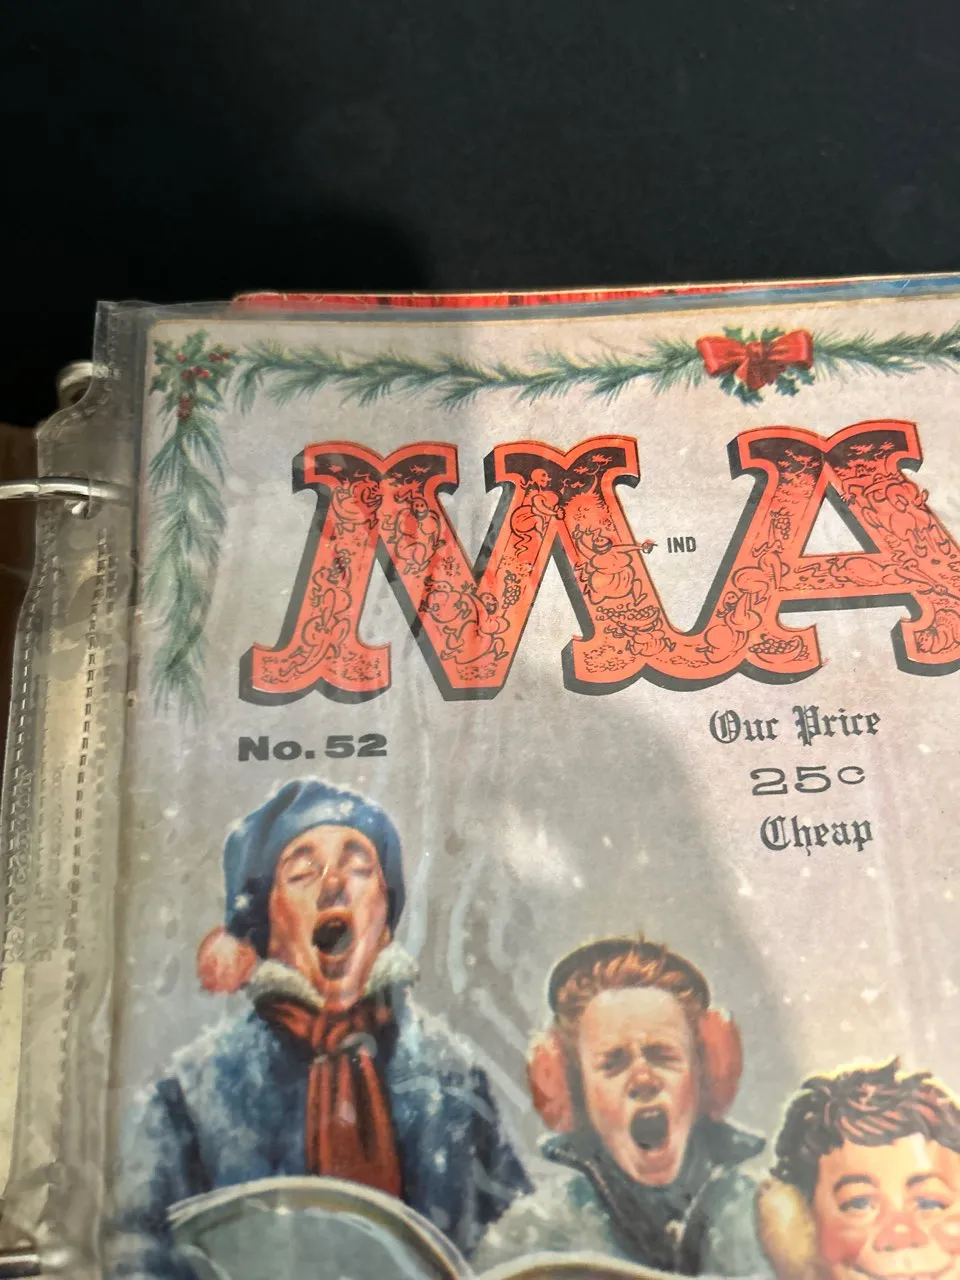 MA
IND
No. 52
Our Price
25c
Cheap